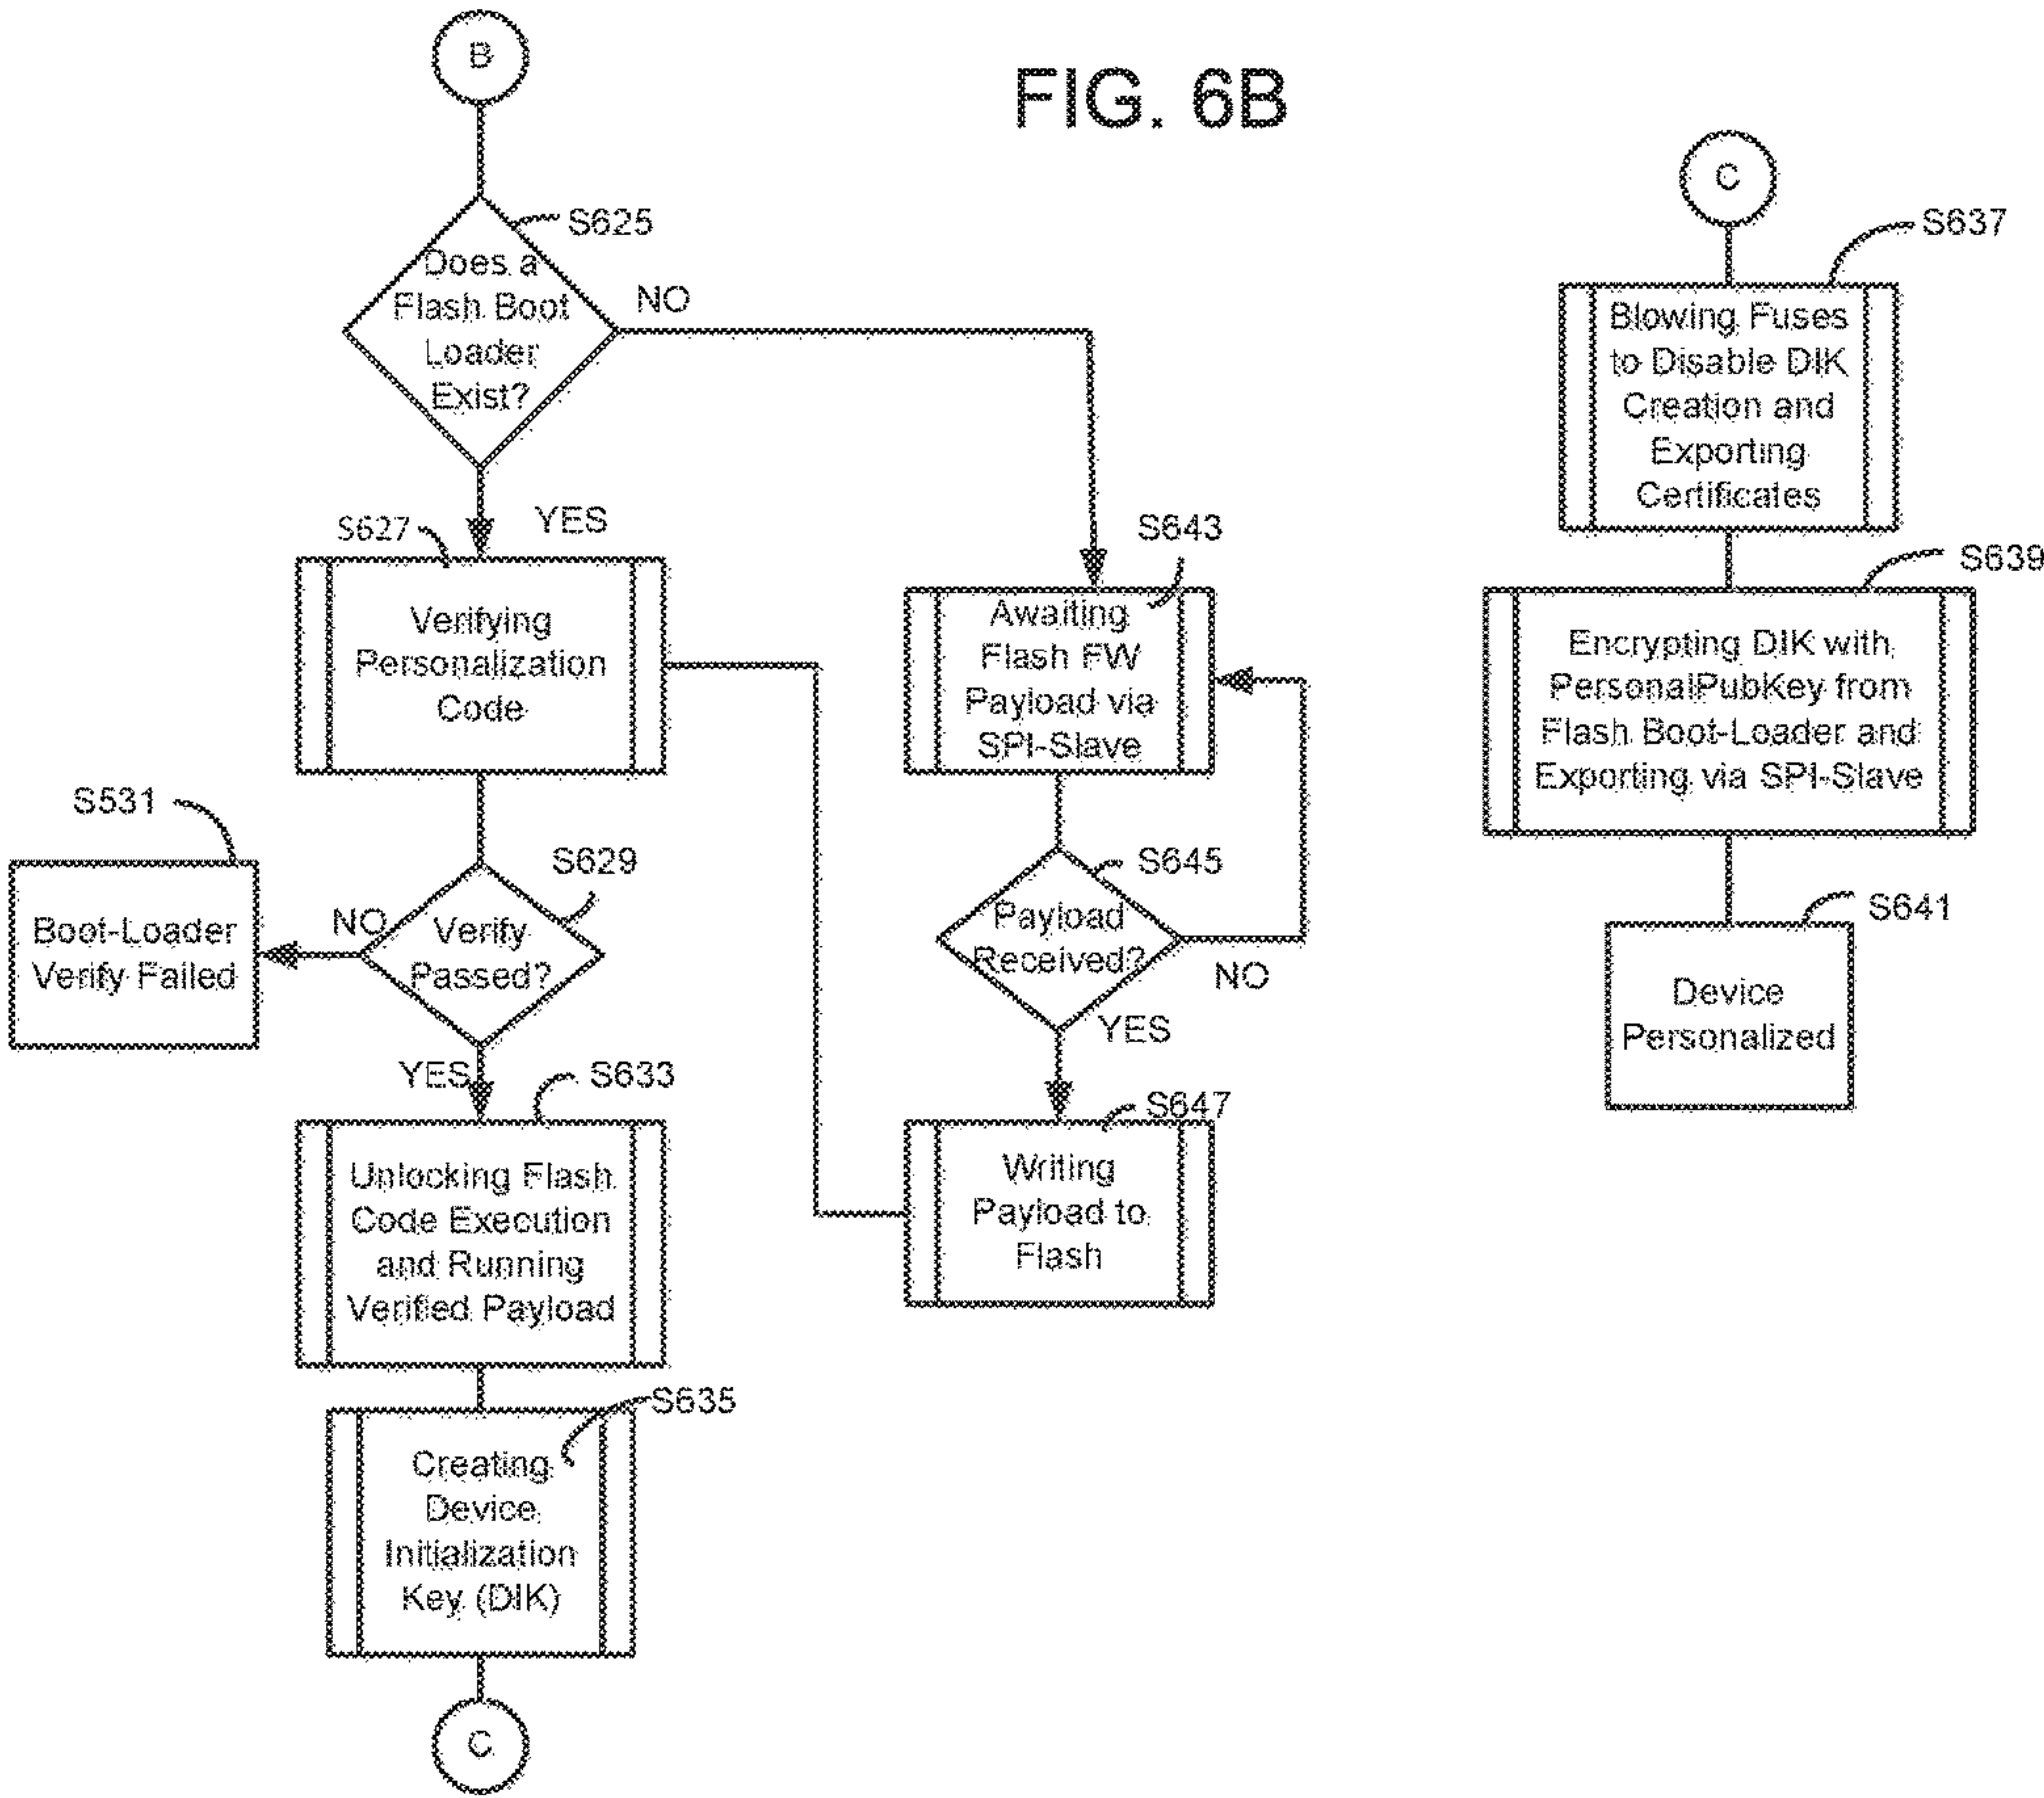 FIG. 6B
B
S625
Does a
Flash Boot
Loader
Exist?
NO
YES
S627
Verifying
Personalization
Code
S531
Boot-Loader
Verify Failed
NO
S629
Verify
Passed?
YES
S633
Unlocking Flash
Code Execution
and Running
Verified Payload
S635
Creating
Device
Initialization
Key (DIK)
C
S643
Awaiting
Flash FW
Payload via
SPI-Slave
S645
Payload
Received?
NO
YES
S647
Writing
Payload to
Flash
C
S637
Blowing Fuses
to Disable DIK
Creation and
Exporting
Certificates
S639
Encrypting DIK with
PersonalPubKey from
Flash Boot-Loader and
Exporting via SPI-Slave
S641
Device
Personalized